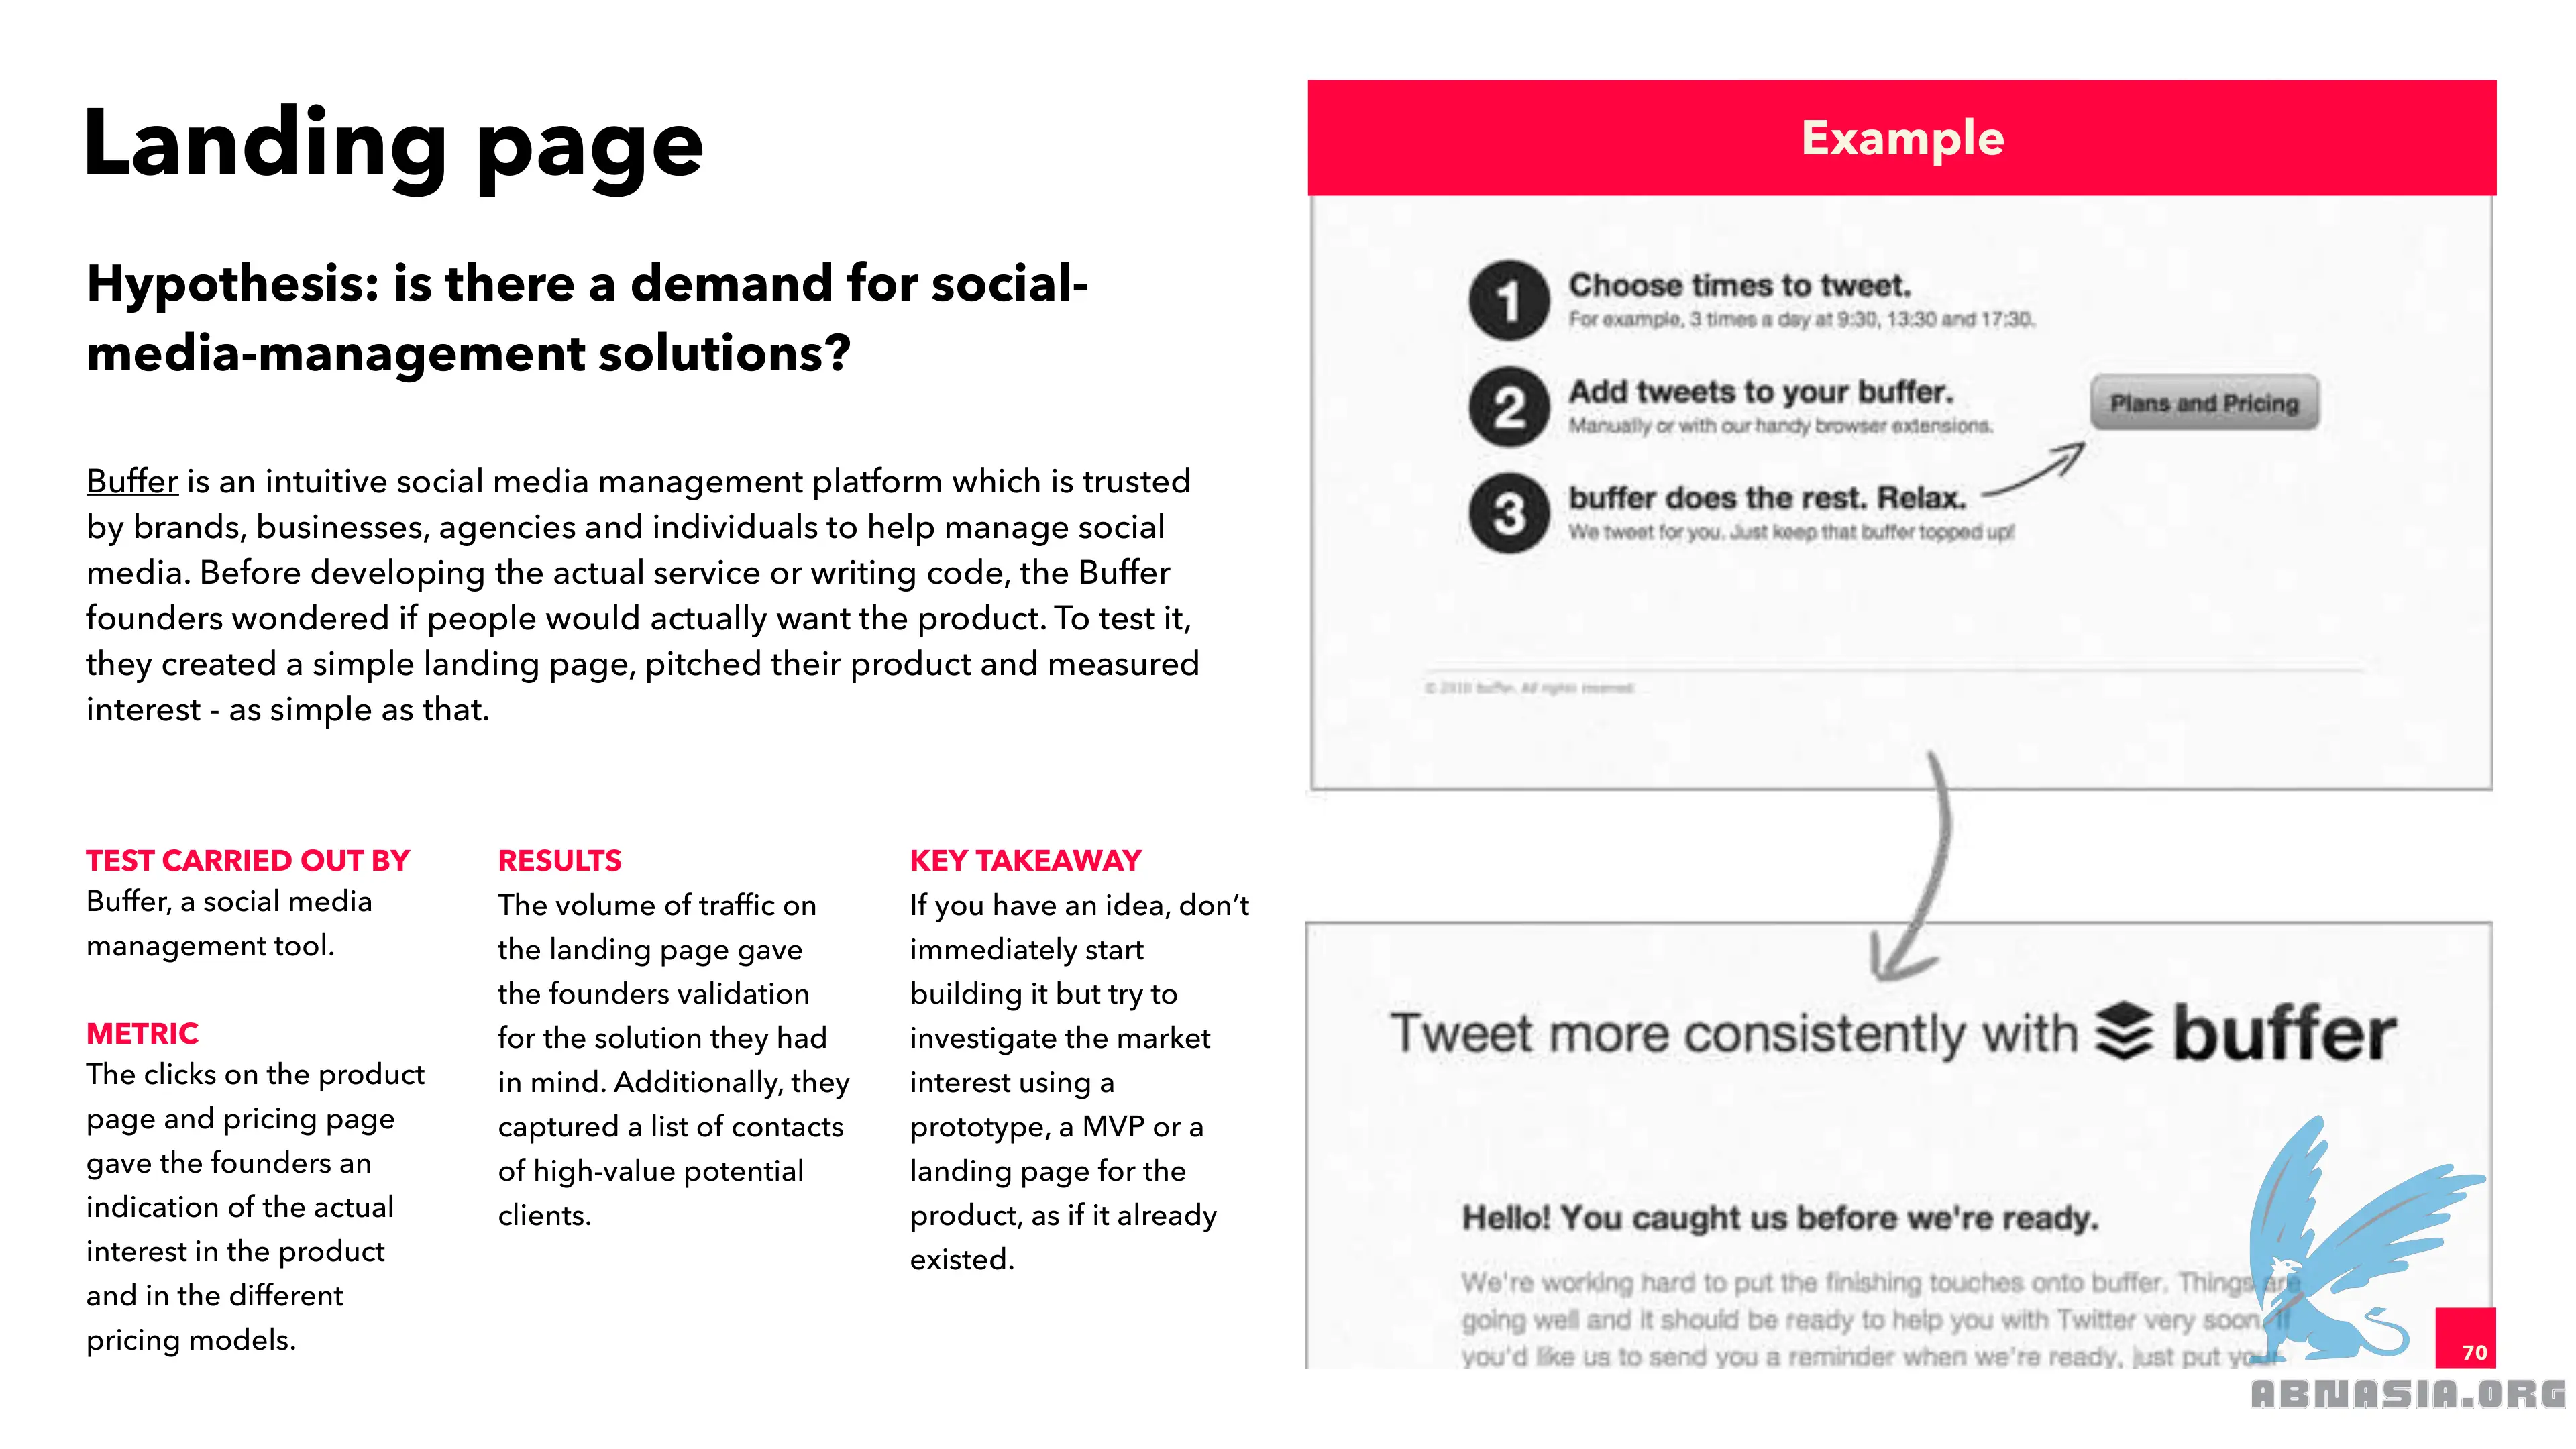 Landing page
Hypothesis: is there a demand for social-
media-management solutions?
Buffer is an intuitive social media management platform which is trusted
by brands, businesses, agencies and individuals to help manage social
media. Before developing the actual service or writing code, the Buffer
founders wondered if people would actually want the product. To test it,
they created a simple landing page, pitched their product and measured
interest - as simple as that.
TEST CARRIED OUT BY
Buffer, a social media
management tool.
METRIC
The clicks on the product
page and pricing page
gave the founders an
indication of the actual
interest in the product
and in the different
pricing models.
RESULTS
The volume of traffic on
the landing page gave
the founders validation
for the solution they had
in mind. Additionally, they
captured a list of contacts
of high-value potential
clients.
KEY TAKEAWAY
If you have an idea, don’t
immediately start
building it but try to
investigate the market
interest using a
prototype, a MVP or a
landing page for the
product, as if it already
existed.
Example
1 Choose times to tweet.
For example, 3 times a day at 9:30, 13:30 and 17:30.
2 Add tweets to your buffer.
Manually or with our handy browser extensions.
3 buffer does the rest. Relax.
We tweet for you. Just keep that buffer topped up!
Plans and Pricing
© 2010 buffer. All rights reserved.
Tweet more consistently with buffer
Hello! You caught us before we're ready.
We're working hard to put the finishing touches onto buffer. Things are
going well and it should be ready to help you with Twitter very soon. If
you'd like us to send you a reminder when we're ready, just put your
70
ABNASIA.ORG